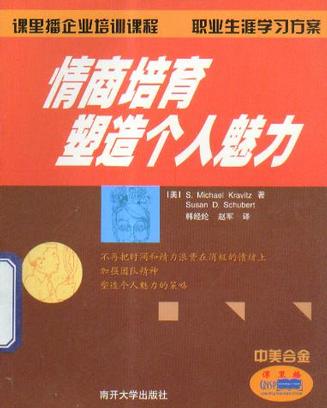 课里播企业培训课程 职业生涯学习方案
情商培育
塑造个人魅力
[美] S. Michael Kravitz 著
Susan D. Schubert
韩经纶 赵军 译
不再把时间和精力浪费在消极的情绪上
加强团队精神
塑造个人魅力的策略
中美合金
课里播
南开大学出版社